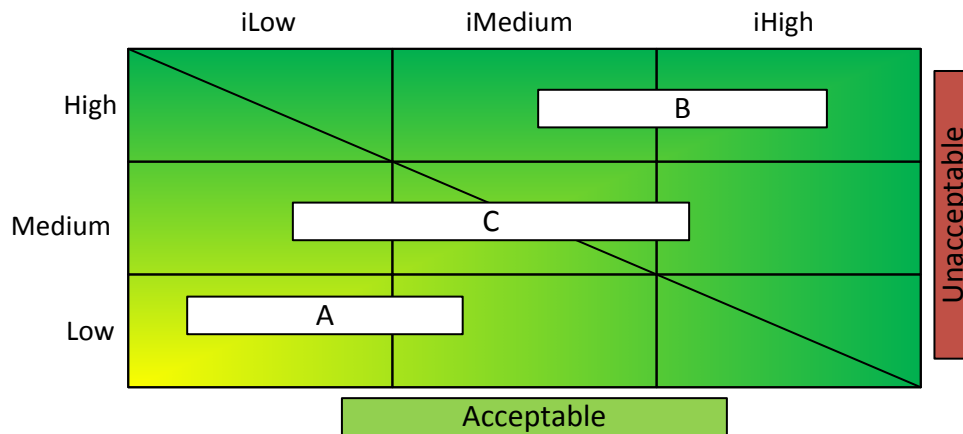 iLow iMedium iHigh
High B
Medium C
Low A
Unacceptable
Acceptable